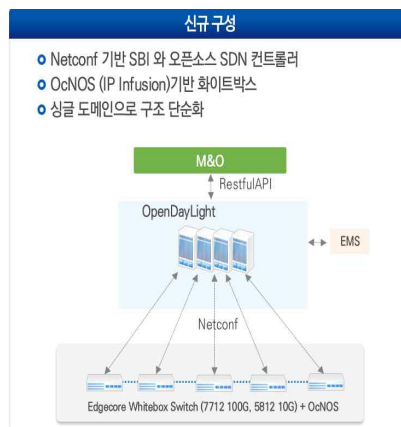 신규 구성
Netconf 기반 SBI 와 오픈소스 SDN 컨트롤러
OcNOS (IP Infusion)기반 화이트박스
싱글 도메인으로 구조 단순화
M&O
RestfulAPI
OpenDayLight
EMS
Netconf
Edgecore Whitebox Switch (7712 100G, 5812 10G) + OcNOS